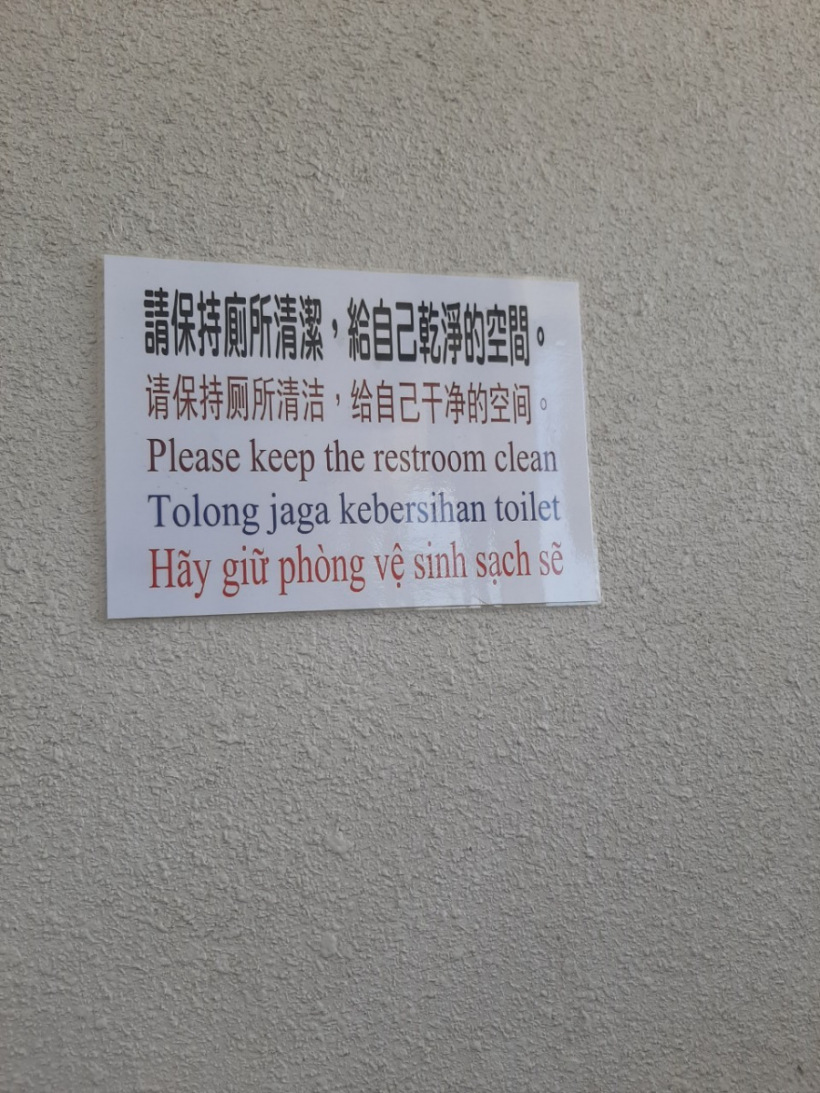 請保持廁所清潔，給自己乾淨的空間。
请保持厕所清洁，给自己干净的空间。
Please keep the restroom clean
Tolong jaga kebersihan toilet
Hãy giữ phòng vệ sinh sạch sẽ